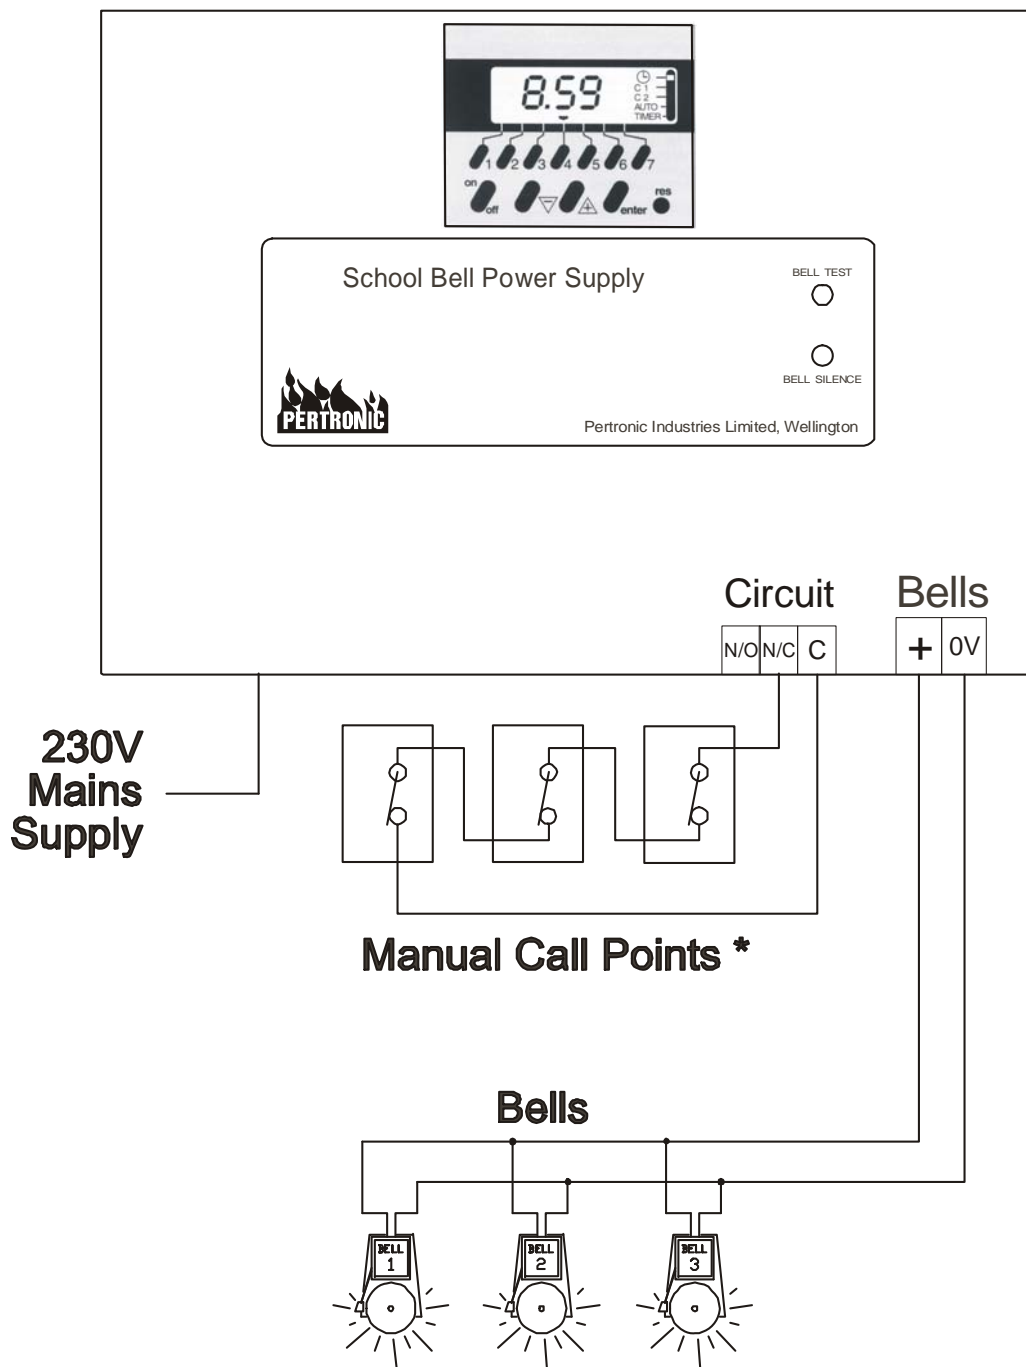 8.59
C 1
C 2
AUTO
TIMER
1 2 3 4 5 6 7
on
off
enter
res
School Bell Power Supply
BELL TEST
BELL SILENCE
PERTRONIC
Pertronic Industries Limited, Wellington
Circuit
Bells
N/O N/C C
+ 0V
230V
Mains
Supply
Manual Call Points *
Bells
BELL
1
BELL
2
BELL
3